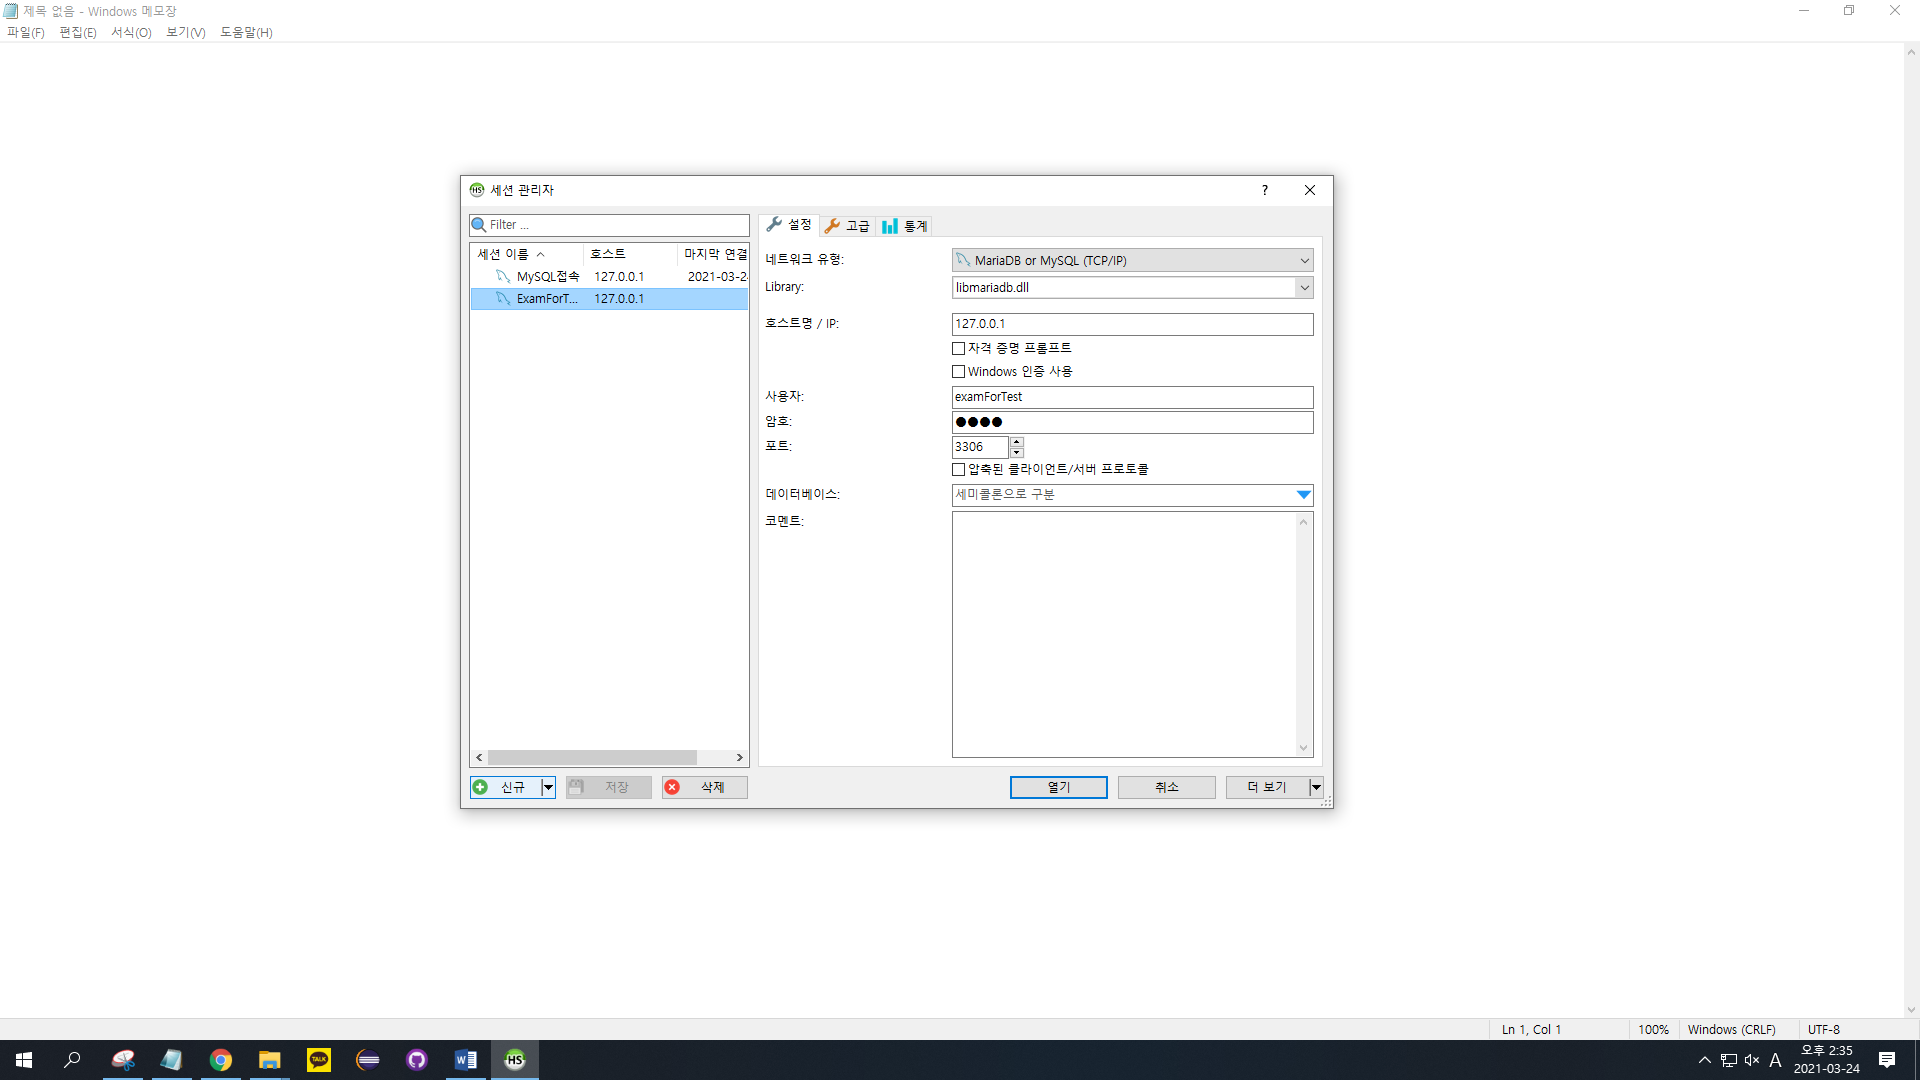 제목 없음 - Windows 메모장
파일(F) 편집(E) 서식(O) 보기(V) 도움말(H)
HS 세션 관리자 ?
Filter ...
세션 이름 호스트 마지막 연결
MySQL접속 127.0.0.1 2021-03-2
ExamForT... 127.0.0.1
설정 고급 통계
네트워크 유형: MariaDB or MySQL (TCP/IP)
Library: libmariadb.dll
호스트명 / IP: 127.0.0.1
자격 증명 프롬프트
Windows 인증 사용
사용자: examForTest
암호: ●●●●
포트: 3306
압축된 클라이언트/서버 프로토콜
데이터베이스: 세미콜론으로 구분
코멘트:
신규 저장 삭제 열기 취소 더 보기
Ln 1, Col 1 100% Windows (CRLF) UTF-8
TALK HS A 오후 2:35
2021-03-24